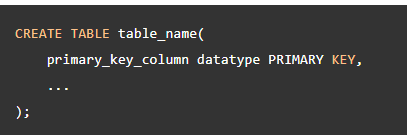 CREATE TABLE table_name(
    primary_key_column datatype PRIMARY KEY,
    ...
);